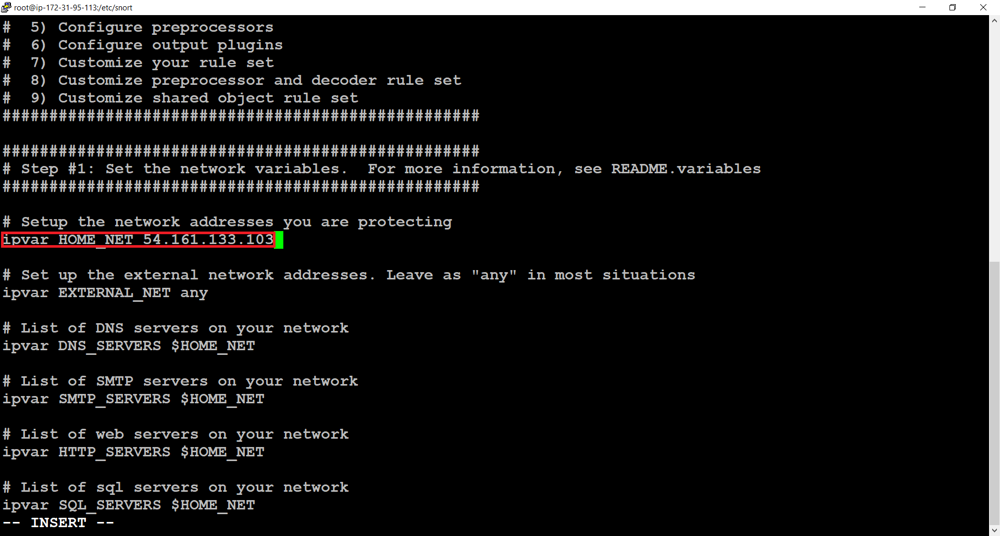 root@ip-172-31-95-113:/etc/snort
#  5) Configure preprocessors
#  6) Configure output plugins
#  7) Customize your rule set
#  8) Customize preprocessor and decoder rule set
#  9) Customize shared object rule set
###################################################
###################################################
# Step #1: Set the network variables.  For more information, see README.variables
###################################################
# Setup the network addresses you are protecting
ipvar HOME_NET 54.161.133.103
# Set up the external network addresses. Leave as "any" in most situations
ipvar EXTERNAL_NET any
# List of DNS servers on your network
ipvar DNS_SERVERS $HOME_NET
# List of SMTP servers on your network
ipvar SMTP_SERVERS $HOME_NET
# List of web servers on your network
ipvar HTTP_SERVERS $HOME_NET
# List of sql servers on your network
ipvar SQL_SERVERS $HOME_NET
-- INSERT --